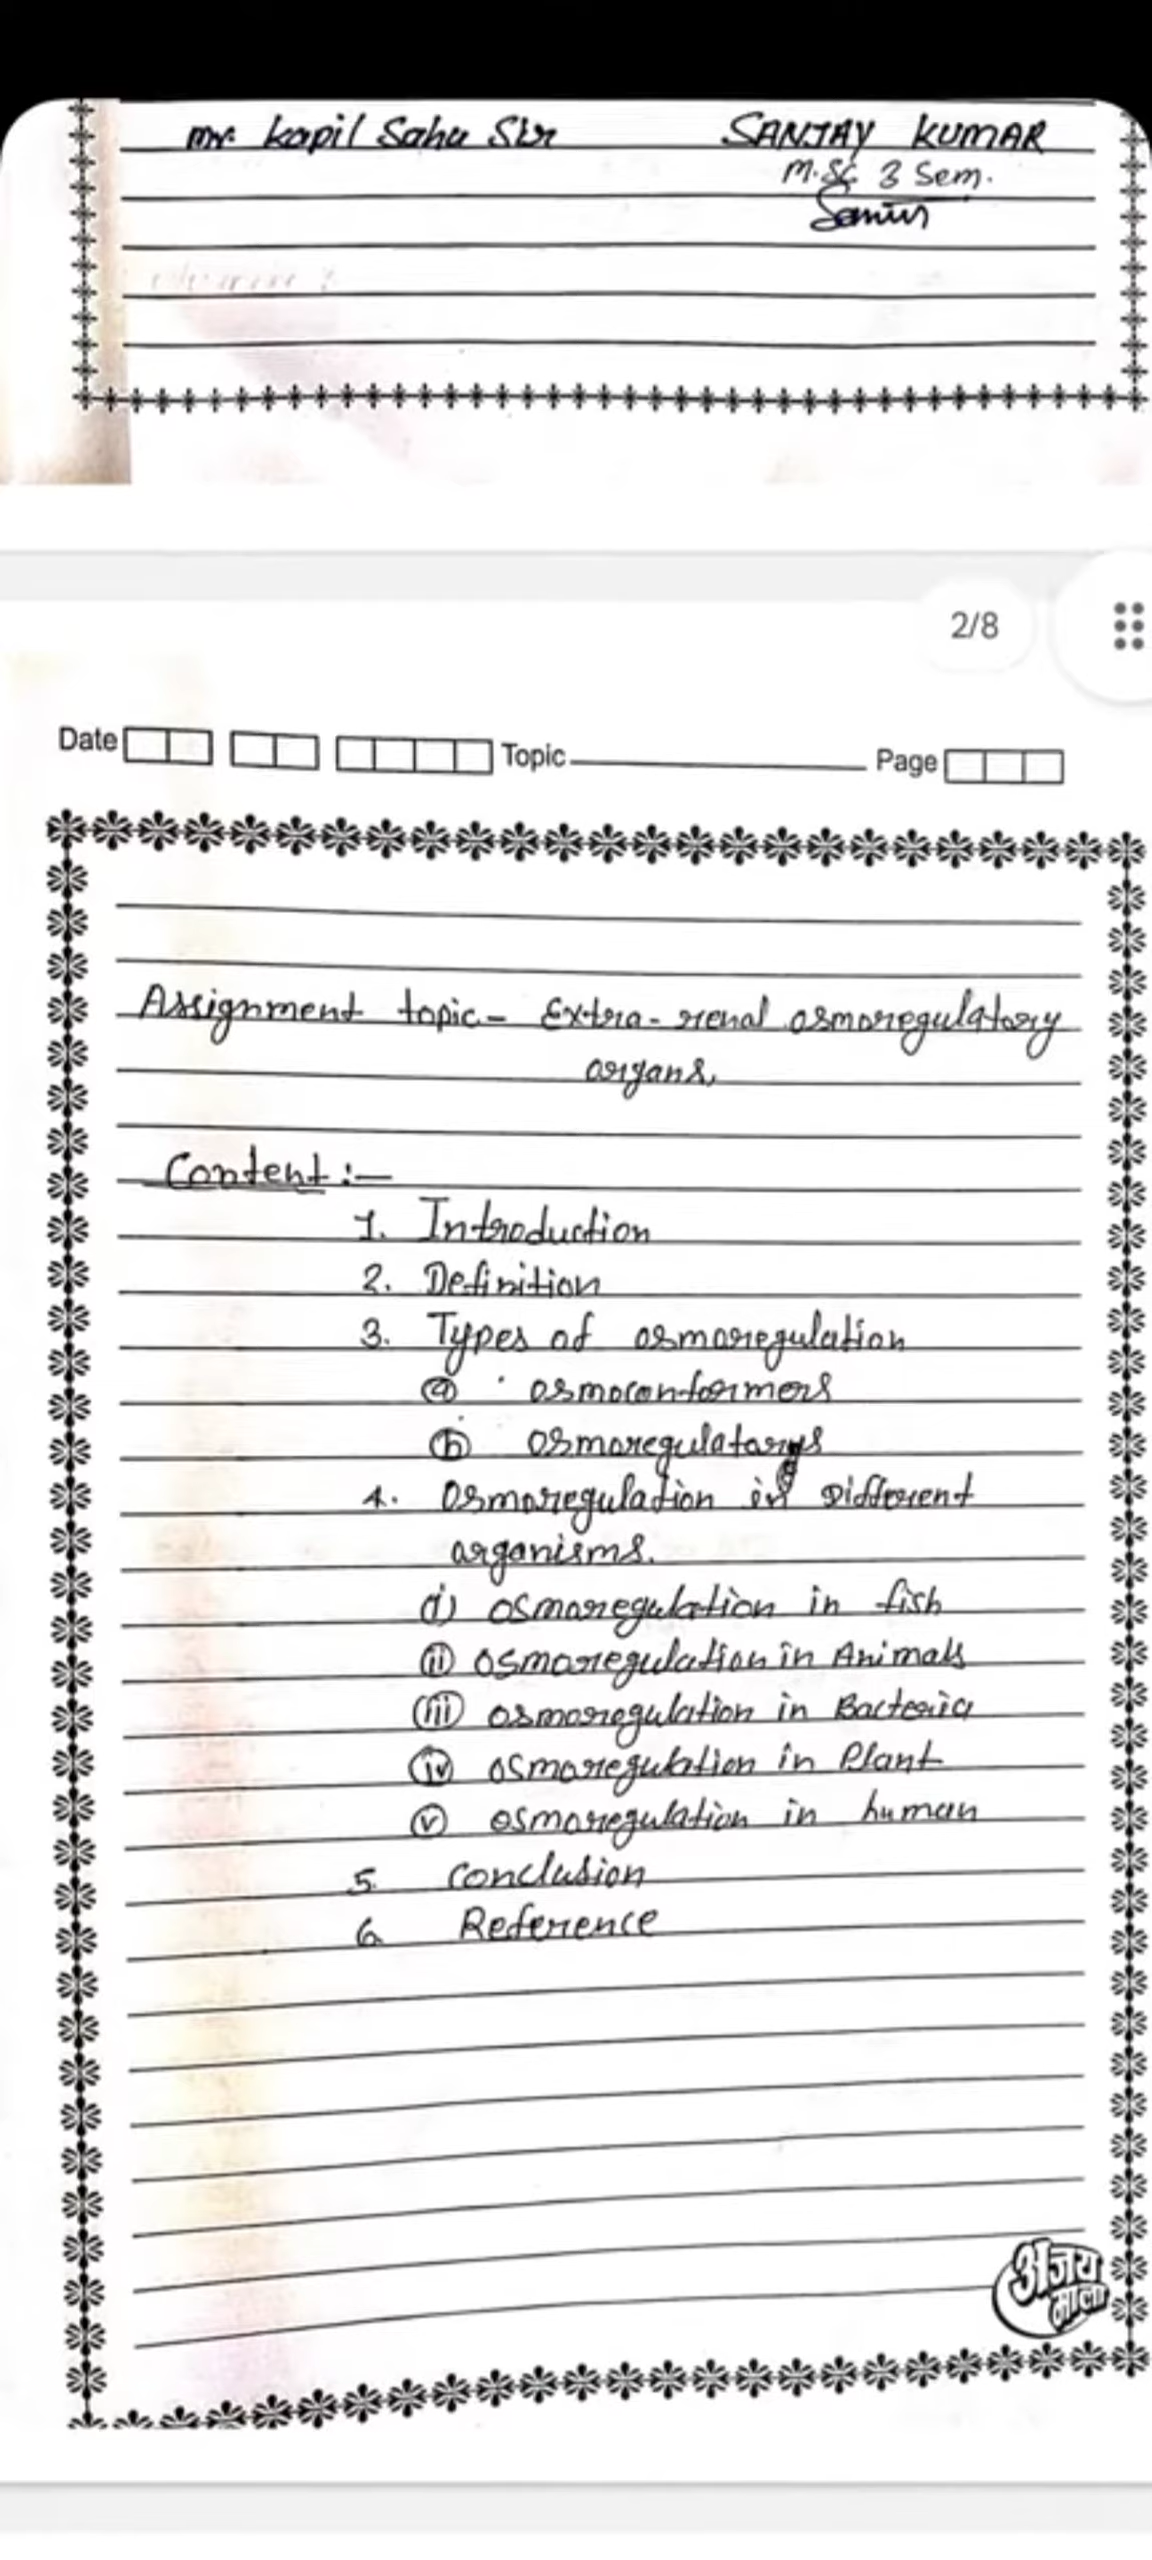 mr. Kapil Sahu Sir SANJAY KUMAR
M.Sc. 3 Sem.
2/8
Date Topic Page
Assignment topic - Extra-renal osmoregulatory
organs,
Content :-
1. Introduction
2. Definition
3. Types of osmoregulation
(a) osmoconformers
(b) osmoregulatorys
4. Osmoregulation in Different
organisms.
(i) osmoregulation in fish
(ii) osmoregulation in Animals
(iii) osmoregulation in Bacteria
(iv) osmoregulation in Plant
(v) osmoregulation in human
5. Conclusion
6. Reference
अजय
माला